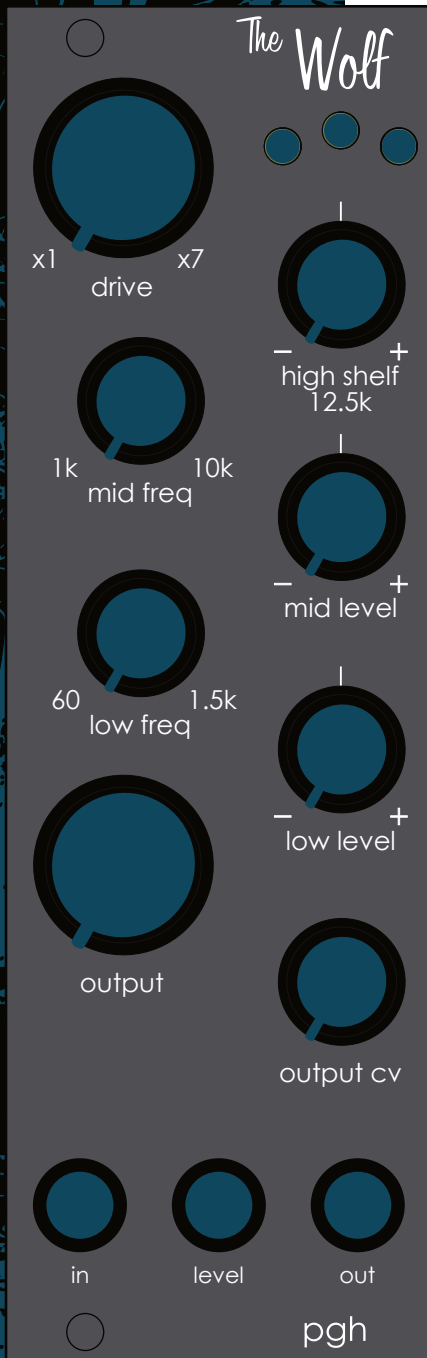 The Wolf
x1 x7
drive
− +
high shelf
12.5k
1k 10k
mid freq
− +
mid level
60 1.5k
low freq
− +
low level
output
output cv
in level out
pgh